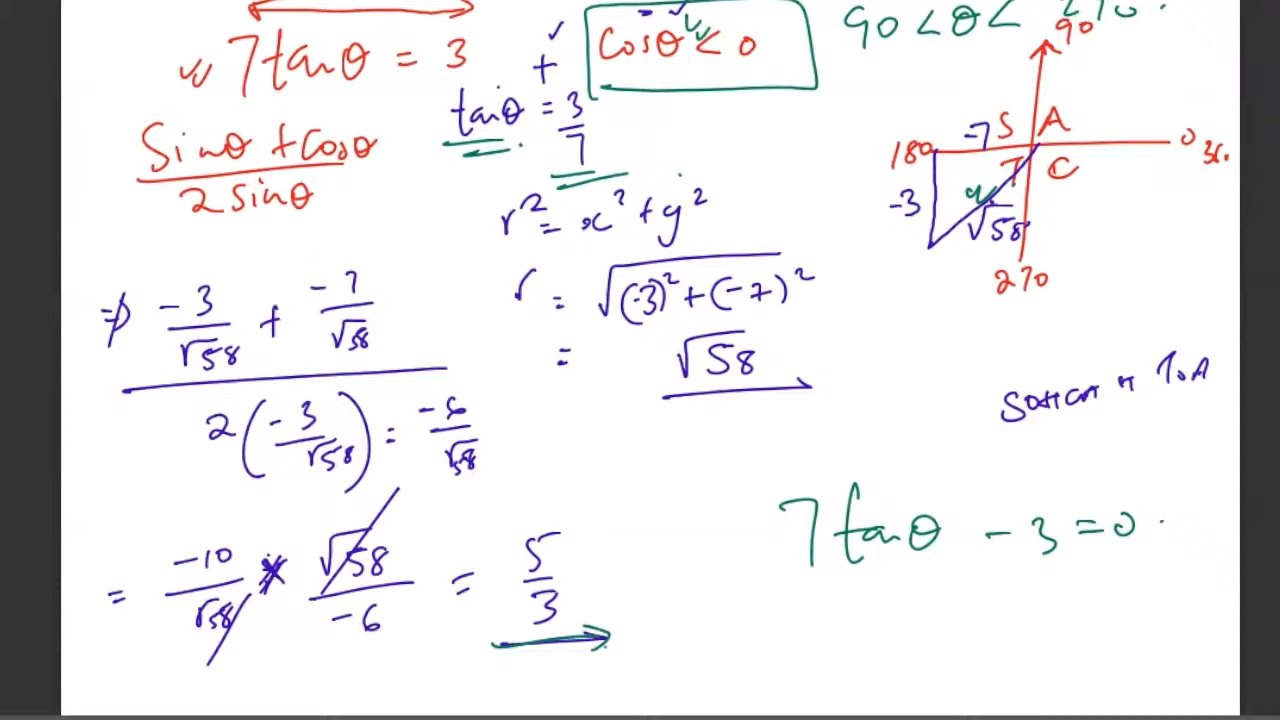 7tanθ = 3
+
cosθ < 0
90 < θ < 270.
tanθ = 3/7
sinθ + cosθ / 2 sinθ
90
S A
180 0 360
T C
-7
-3
√58
270
r² = x² + y²
r = √(-3)² + (-7)²
= √58
⇒ -3/√58 + -7/√58
2(-3/√58) = -6/√58
= -10/√58 × √58/-6 = 5/3
7tanθ - 3 = 0.